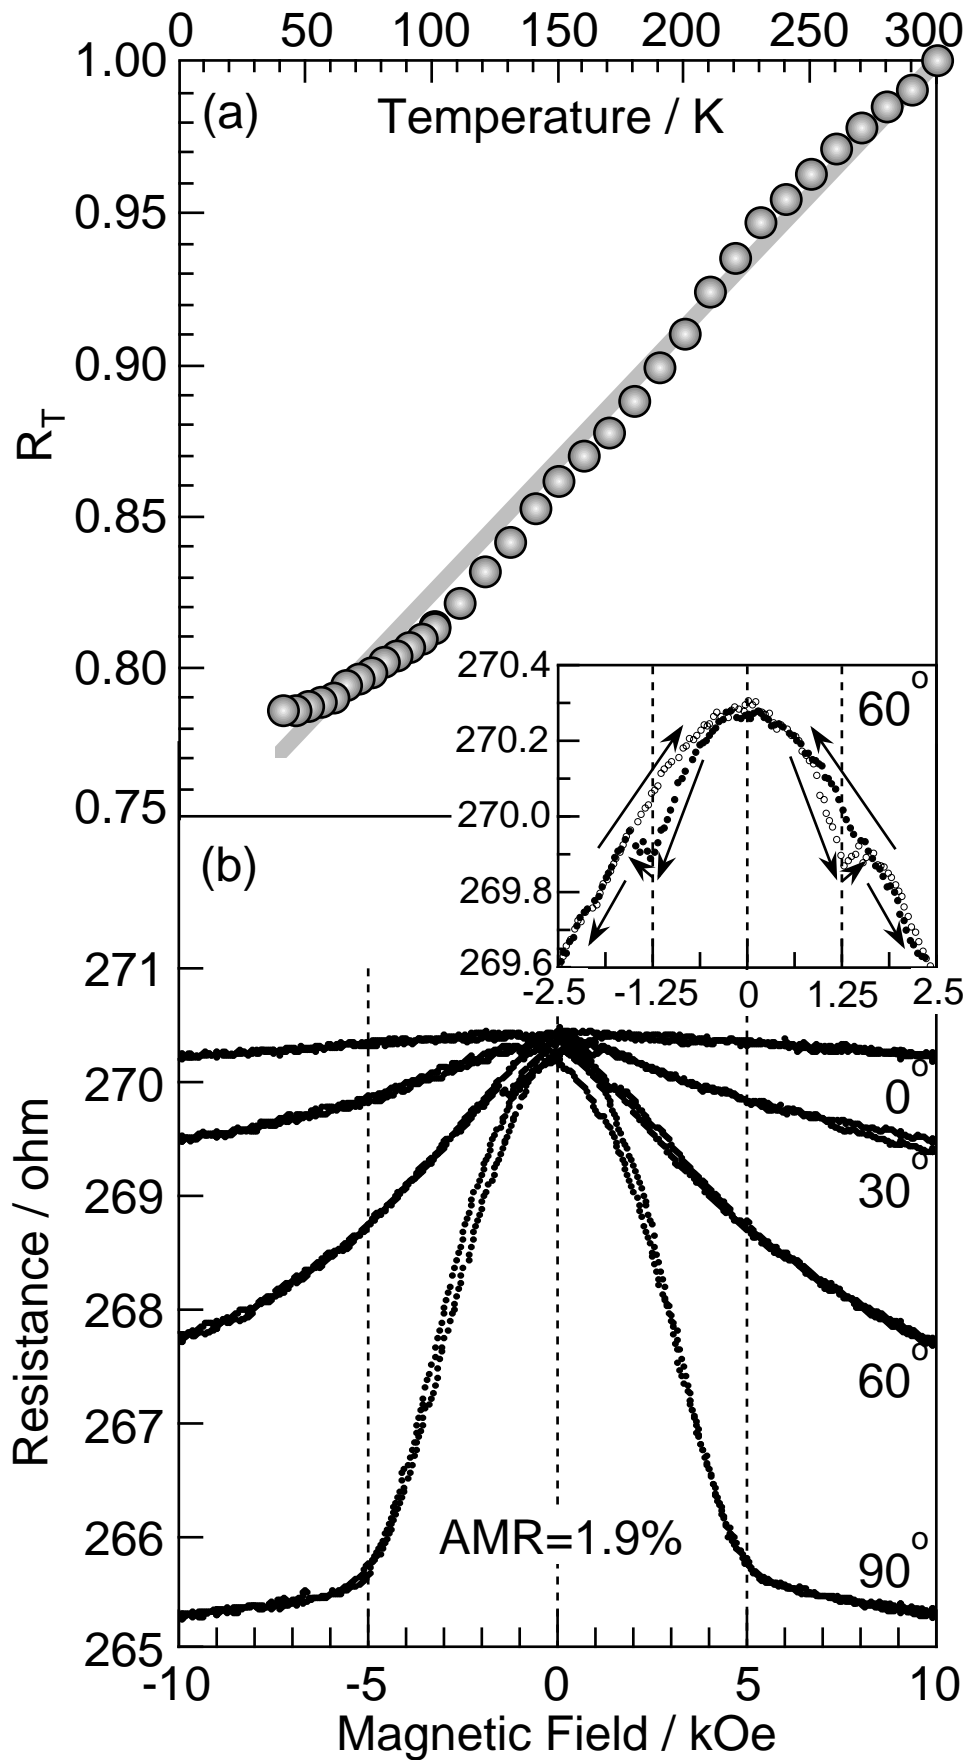 0 50 100 150 200 250 300
1.00
(a)
Temperature / K
0.95
0.90
R_T
0.85
0.80
0.75
270.4
60°
270.2
270.0
269.8
269.6
-2.5 -1.25 0 1.25 2.5
(b)
271
270
0°
30°
269
Resistance / ohm
268
60°
267
266
AMR=1.9%
90°
265
-10 -5 0 5 10
Magnetic Field / kOe